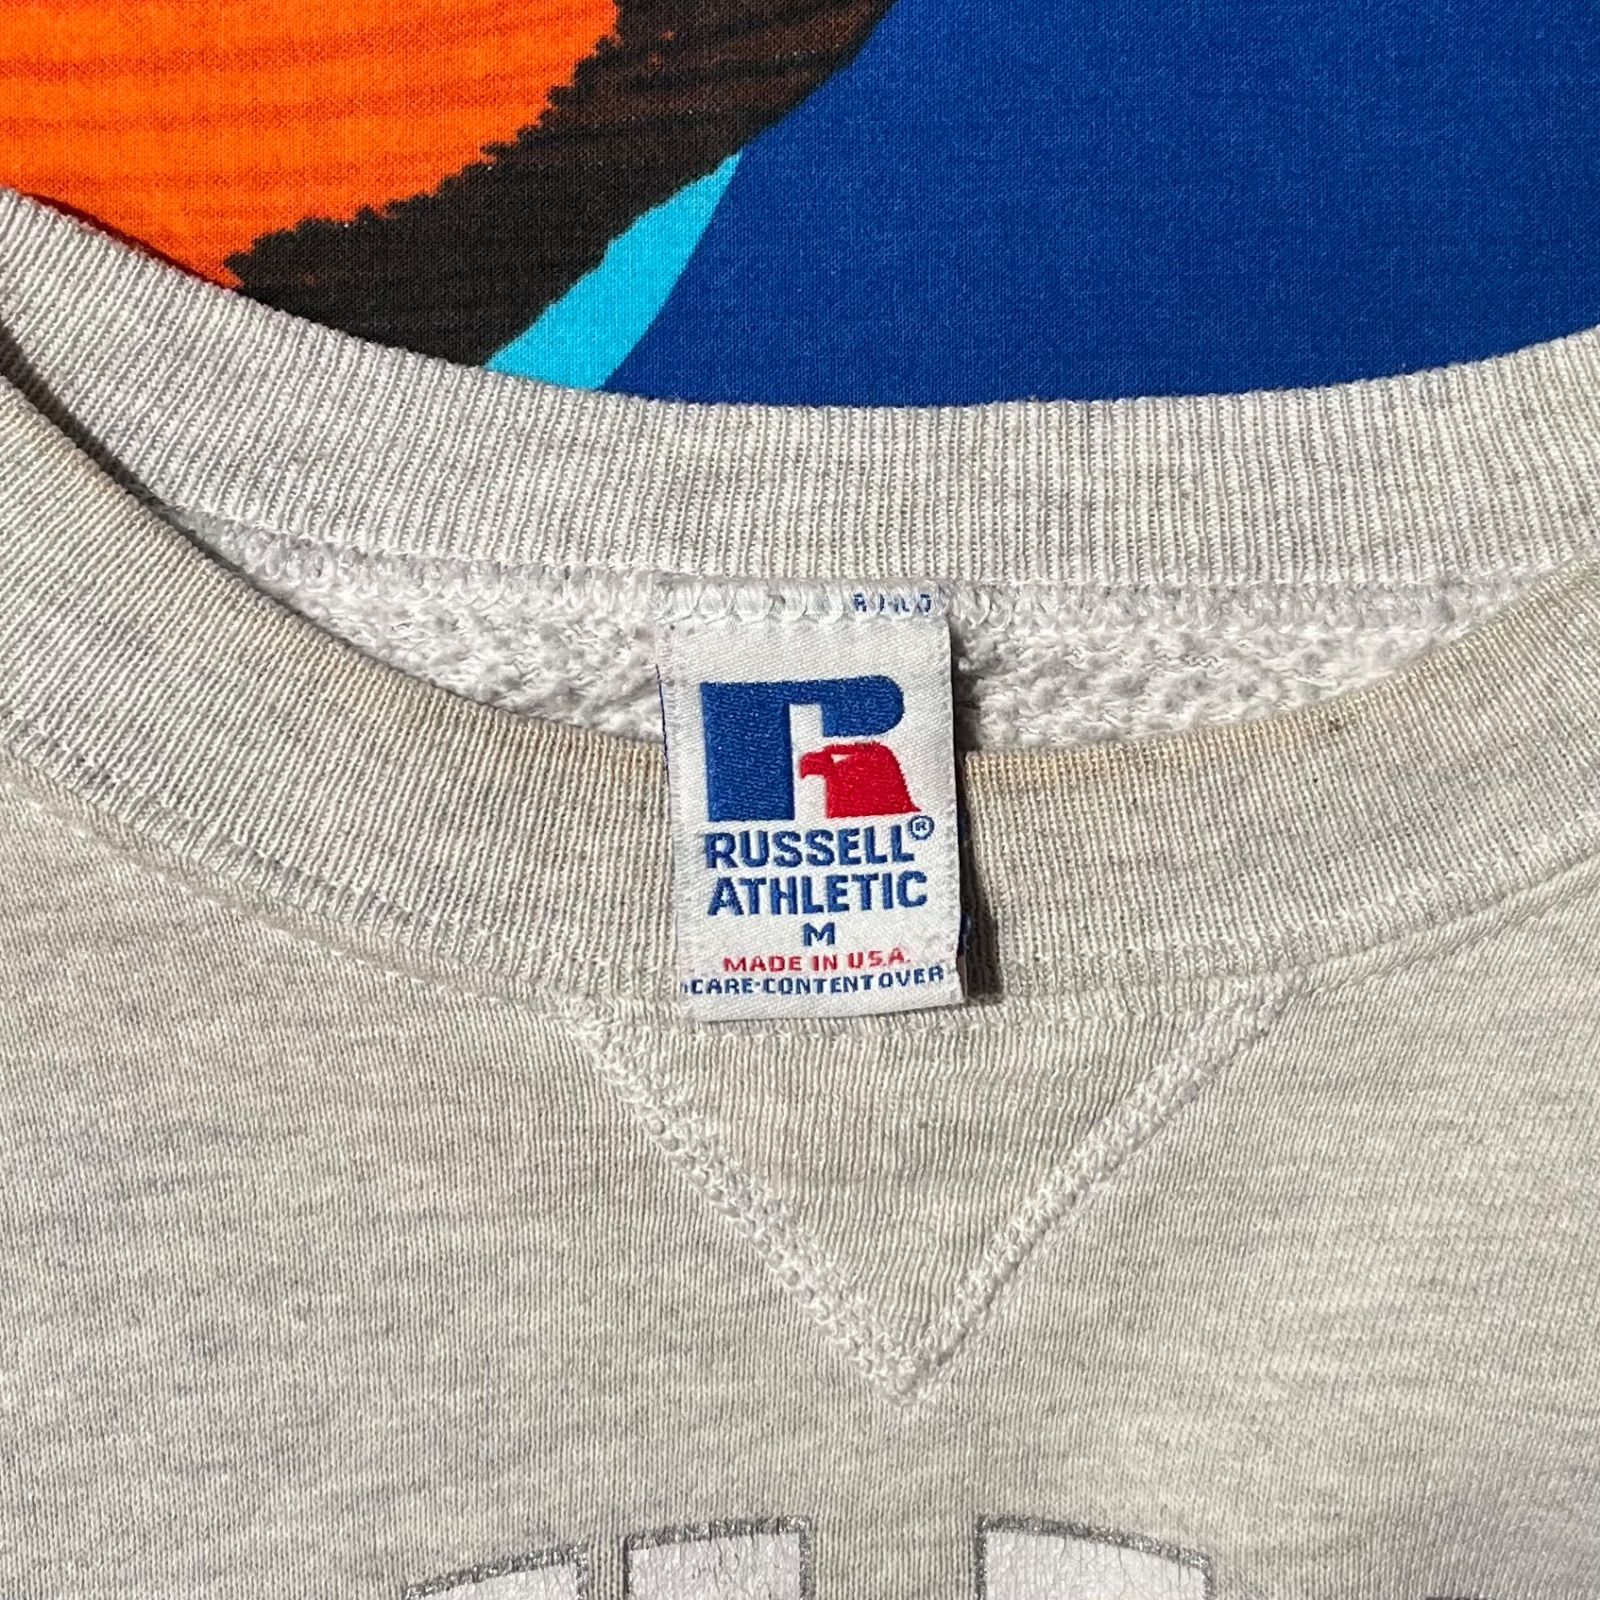 R
RUSSELL®
ATHLETIC
M
MADE IN U.S.A.
CARE-CONTENT OVER